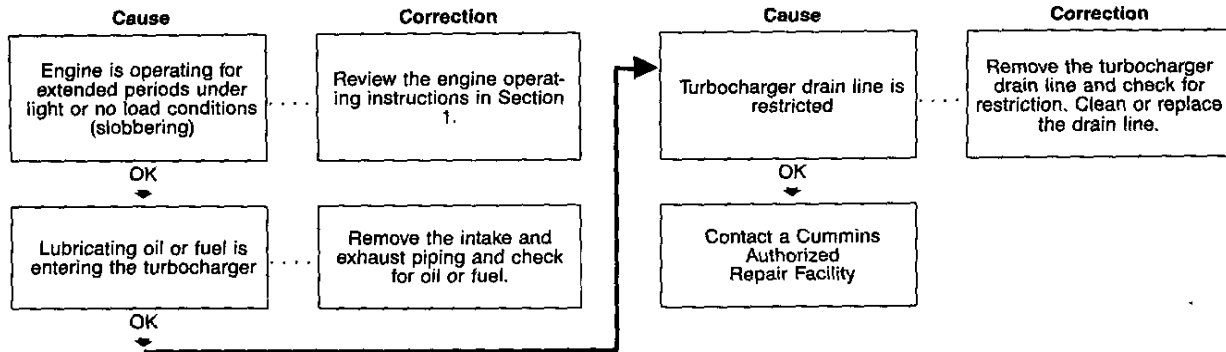 Cause
Correction
Engine is operating for
extended periods under
light or no load conditions
(slobbering)
Review the engine operat-
ing instructions in Section
1.
OK
Lubricating oil or fuel is
entering the turbocharger
Remove the intake and
exhaust piping and check
for oil or fuel.
OK
Cause
Correction
Turbocharger drain line is
restricted
Remove the turbocharger
drain line and check for
restriction. Clean or replace
the drain line.
OK
Contact a Cummins
Authorized
Repair Facility